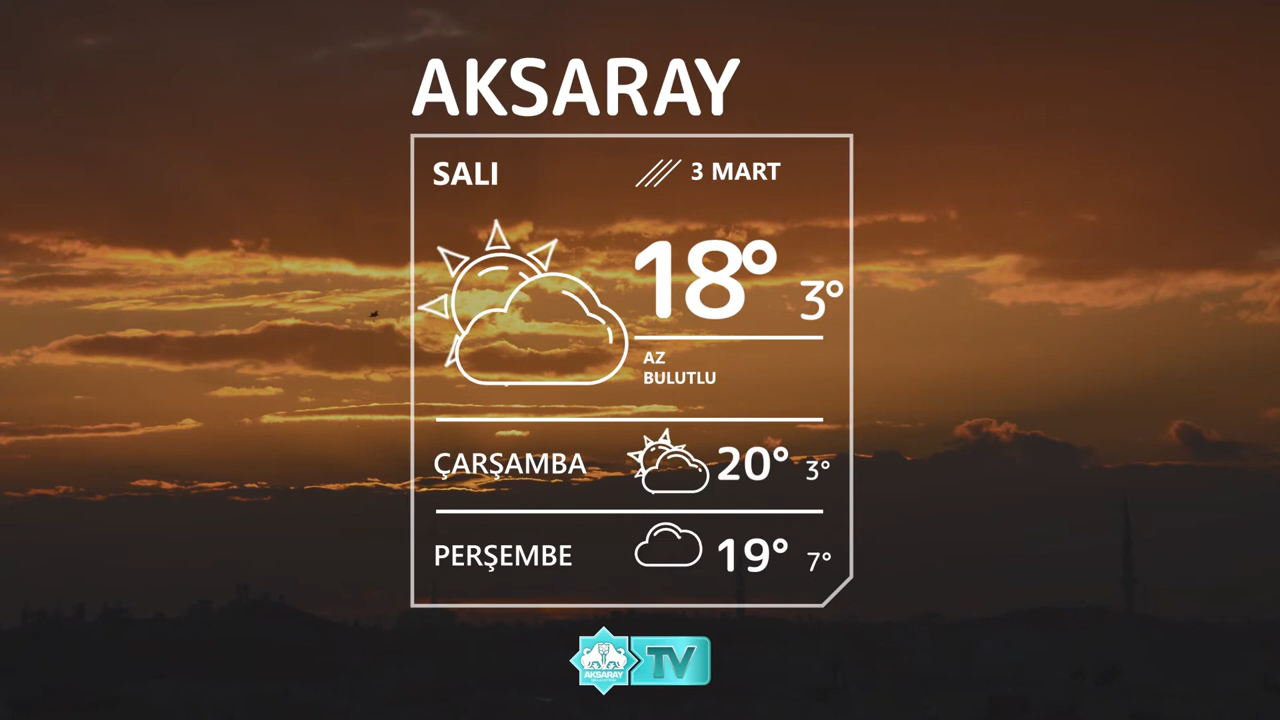 AKSARAY
SALI
3 MART
18° 3°
AZ
BULUTLU
ÇARŞAMBA 20° 3°
PERŞEMBE 19° 7°
AKSARAY
TV